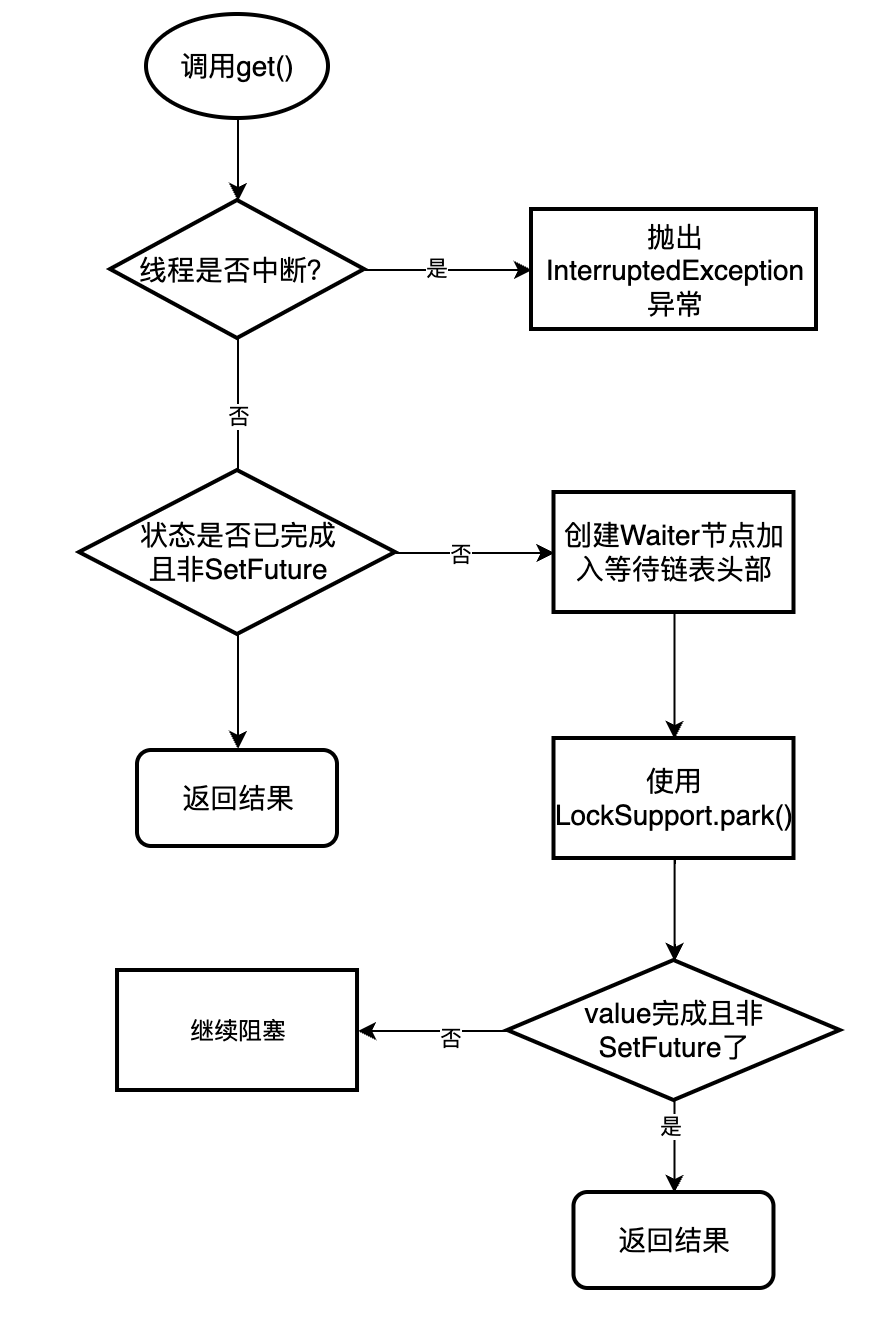 调用get()
线程是否中断?
是
抛出
InterruptedException
异常
否
状态是否已完成
且非SetFuture
否
创建Waiter节点加
入等待链表头部
返回结果
使用
LockSupport.park()
value完成且非
SetFuture了
否
继续阻塞
是
返回结果